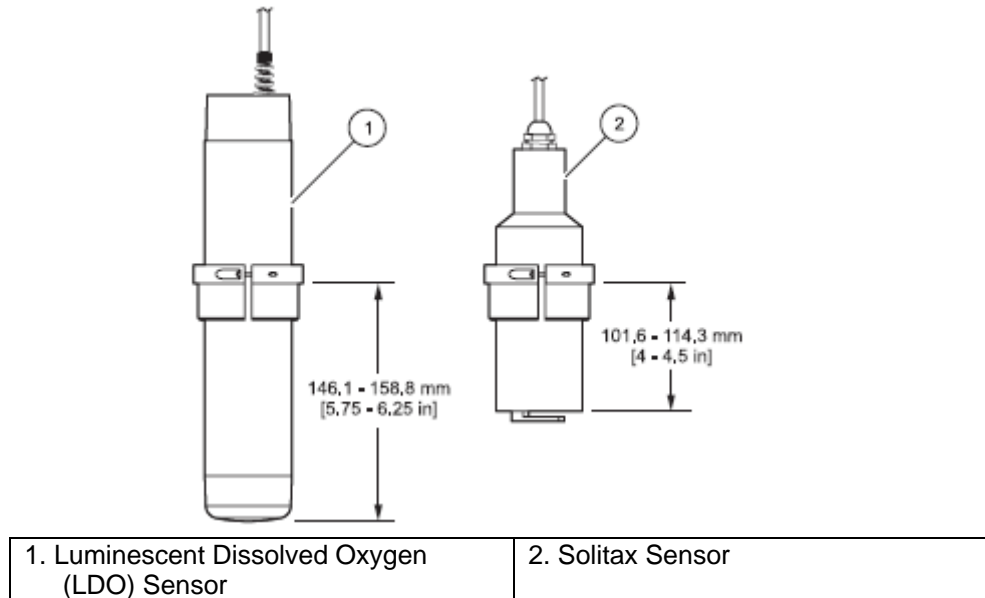 1
2
101,6 - 114,3 mm
[4 - 4,5 in]
146,1 - 158,8 mm
[5,75 - 6,25 in]
1. Luminescent Dissolved Oxygen
(LDO) Sensor
2. Solitax Sensor